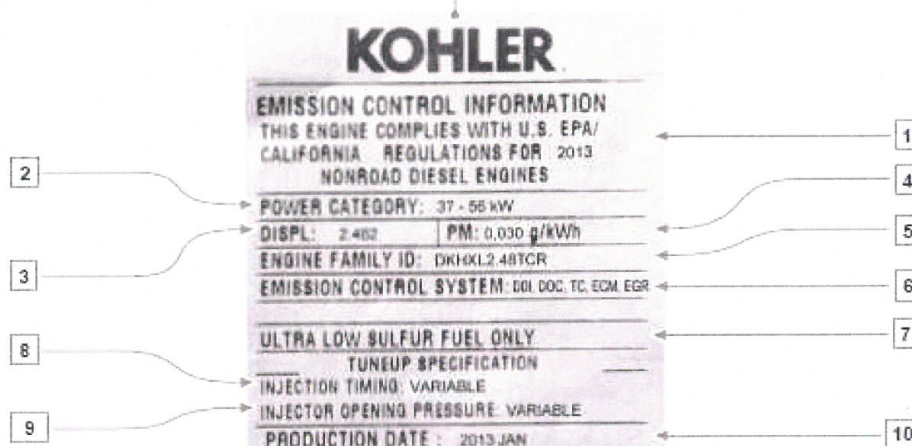 KOHLER
EMISSION CONTROL INFORMATION
THIS ENGINE COMPLIES WITH U.S. EPA/
CALIFORNIA REGULATIONS FOR 2013
NONROAD DIESEL ENGINES
POWER CATEGORY: 37 - 56 kW
DISPL: 2.482 PM: 0,030 g/kWh
ENGINE FAMILY ID: DKHXL2.48TCR
EMISSION CONTROL SYSTEM: DDI, DOC, TC, ECM, EGR
ULTRA LOW SULFUR FUEL ONLY
TUNEUP SPECIFICATION
INJECTION TIMING: VARIABLE
INJECTOR OPENING PRESSURE: VARIABLE
PRODUCTION DATE : 2013 JAN
1
2
3
4
5
6
7
8
9
10